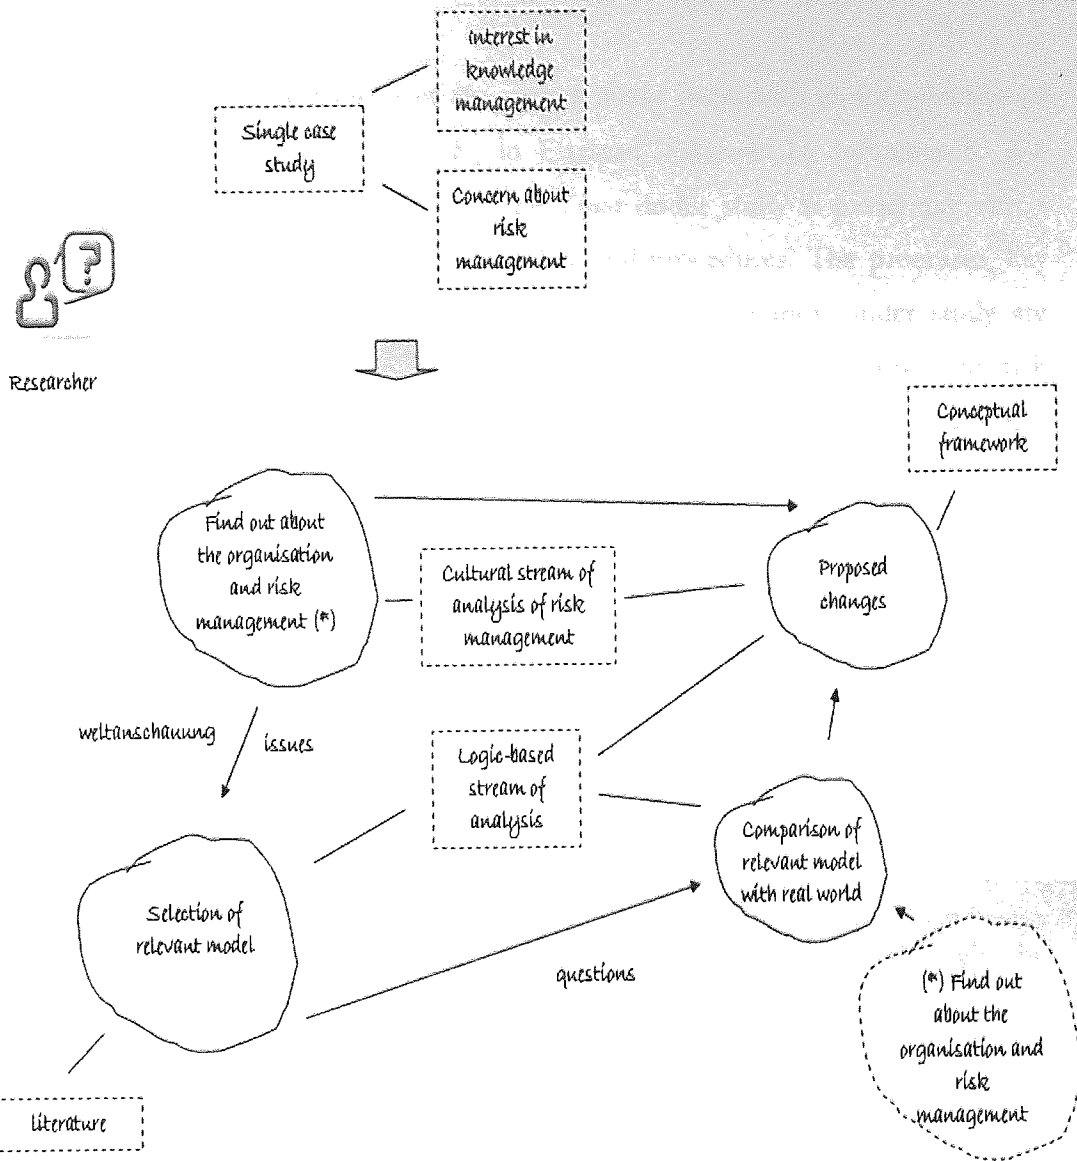 Interest in
knowledge
management
Single case
study
Concern about
risk
management
?
Researcher
Conceptual
framework
Find out about
the organisation
and risk
management (*)
Cultural stream of
analysis of risk
management
Proposed
changes
weltanschauung
issues
Logic-based
stream of
analysis
Comparison of
relevant model
with real world
Selection of
relevant model
questions
(*) Find out
about the
organisation and
risk
management
literature